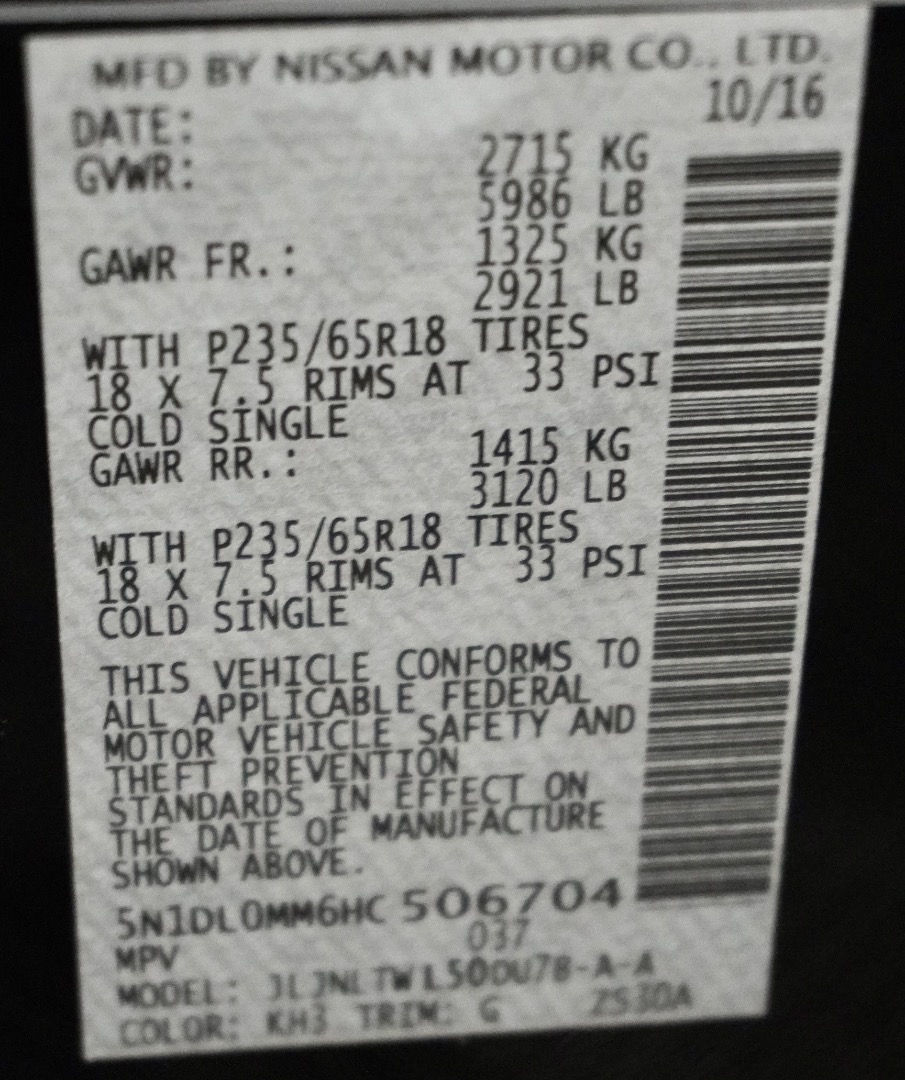 MFD BY NISSAN MOTOR CO., LTD.
DATE: 10/16
GVWR: 2715 KG
5986 LB
GAWR FR.: 1325 KG
2921 LB
WITH P235/65R18 TIRES
18 X 7.5 RIMS AT 33 PSI
COLD SINGLE
GAWR RR.: 1415 KG
3120 LB
WITH P235/65R18 TIRES
18 X 7.5 RIMS AT 33 PSI
COLD SINGLE
THIS VEHICLE CONFORMS TO
ALL APPLICABLE FEDERAL
MOTOR VEHICLE SAFETY AND
THEFT PREVENTION
STANDARDS IN EFFECT ON
THE DATE OF MANUFACTURE
SHOWN ABOVE.
5N1DL0MM6HC 506704
MPV 037
MODEL: JLJNLTWL50DU78-A-A
COLOR: KH3 TRIM: G ZS30A